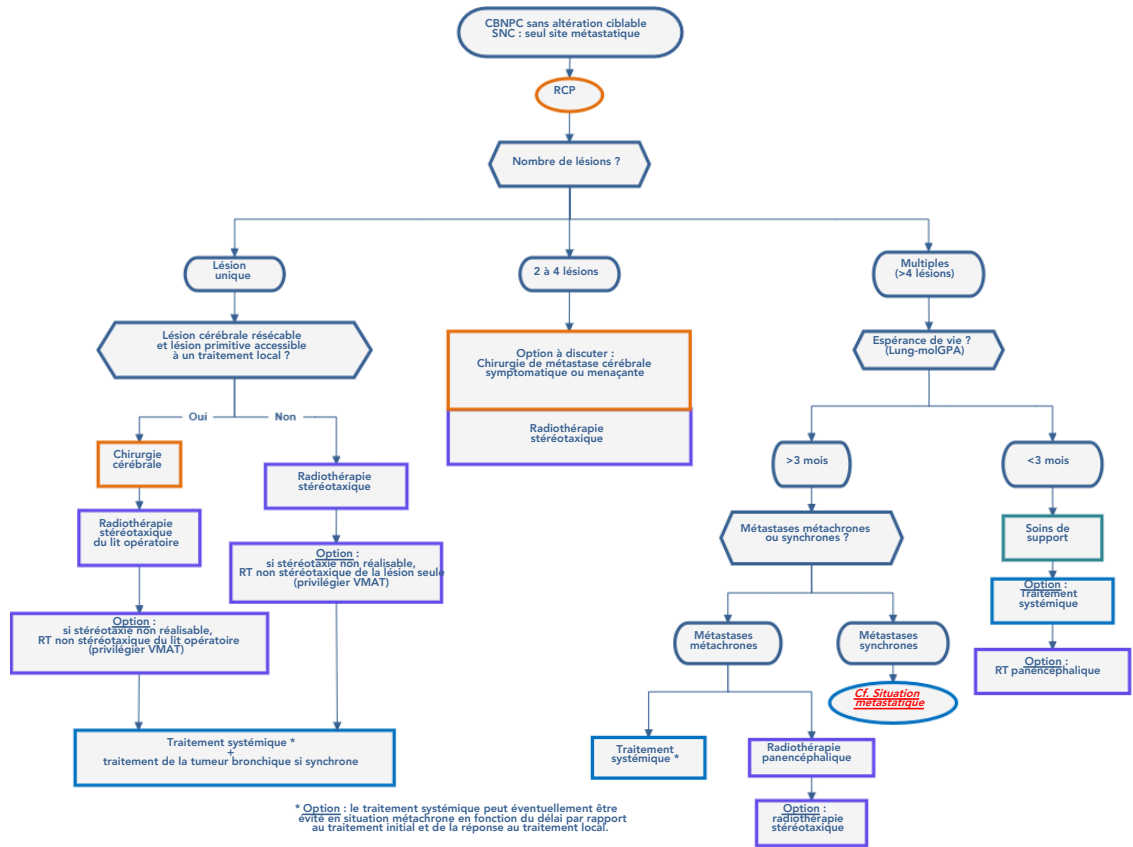 CBNPC sans altération ciblable
SNC : seul site métastatique
RCP
Nombre de lésions ?
Lésion
unique
2 à 4 lésions
Multiples
(>4 lésions)
Lésion cérébrale résécable
et lésion primitive accessible
à un traitement local ?
Option à discuter :
Chirurgie de métastase cérébrale
symptomatique ou menaçante
Radiothérapie
stéréotaxique
Espérance de vie ?
(Lung-molGPA)
Oui
Non
Chirurgie
cérébrale
Radiothérapie
stéréotaxique
>3 mois
<3 mois
Radiothérapie
stéréotaxique
du lit opératoire
Métastases métachrones
ou synchrones ?
Soins de
support
Option :
si stéréotaxie non réalisable,
RT non stéréotaxique de la lésion seule
(privilégier VMAT)
Option :
Traitement
systémique
Option :
si stéréotaxie non réalisable,
RT non stéréotaxique du lit opératoire
(privilégier VMAT)
Métastases
métachrones
Métastases
synchrones
Option :
RT panencéphalique
Cf. Situation
métastatique
Traitement systémique *
+
traitement de la tumeur bronchique si synchrone
Traitement
systémique *
Radiothérapie
panencéphalique
Option :
radiothérapie
stéréotaxique
* Option : le traitement systémique peut éventuellement être
évité en situation métachrone en fonction du délai par rapport
au traitement initial et de la réponse au traitement local.